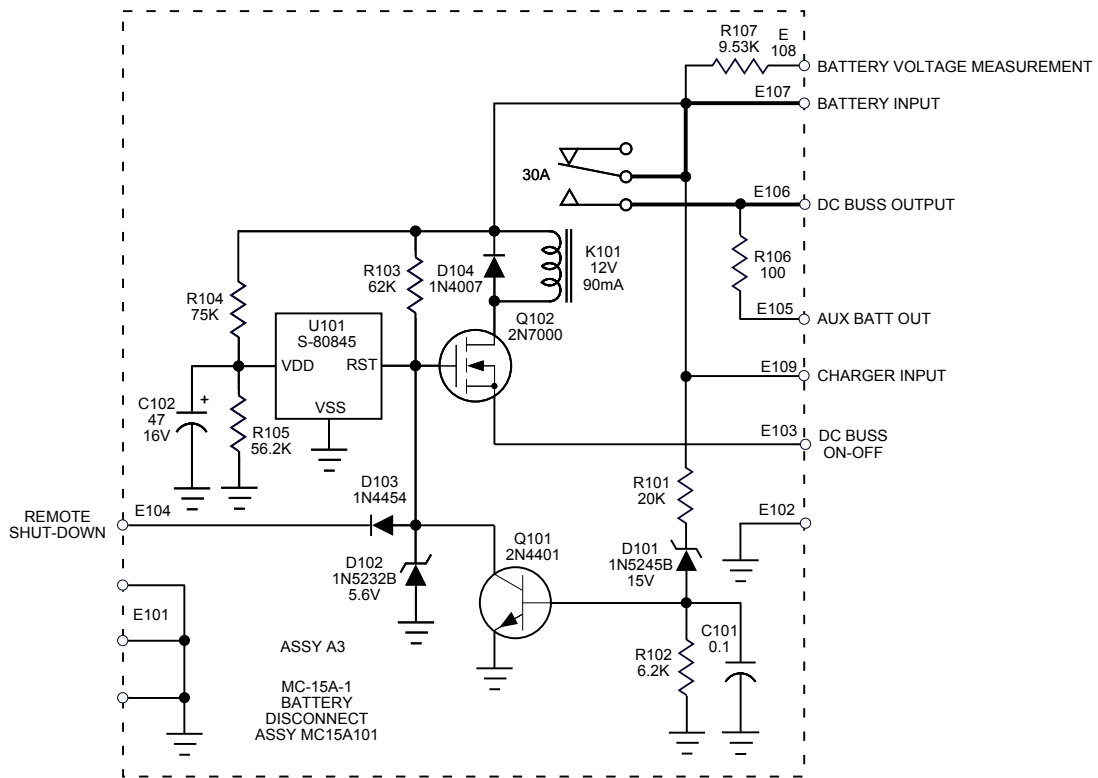 R107
9.53K
E
108
BATTERY VOLTAGE MEASUREMENT
E107
BATTERY INPUT
30A
E106
DC BUSS OUTPUT
K101
12V
90mA
R106
100
R103
62K
D104
1N4007
R104
75K
E105
AUX BATT OUT
Q102
2N7000
U101
S-80845
VDD
RST
VSS
E109
CHARGER INPUT
C102
47
16V
+
R105
56.2K
E103
DC BUSS
ON-OFF
D103
1N4454
R101
20K
REMOTE
SHUT-DOWN
E104
E102
Q101
2N4401
D101
1N5245B
15V
D102
1N5232B
5.6V
E101
C101
0.1
ASSY A3
R102
6.2K
MC-15A-1
BATTERY
DISCONNECT
ASSY MC15A101